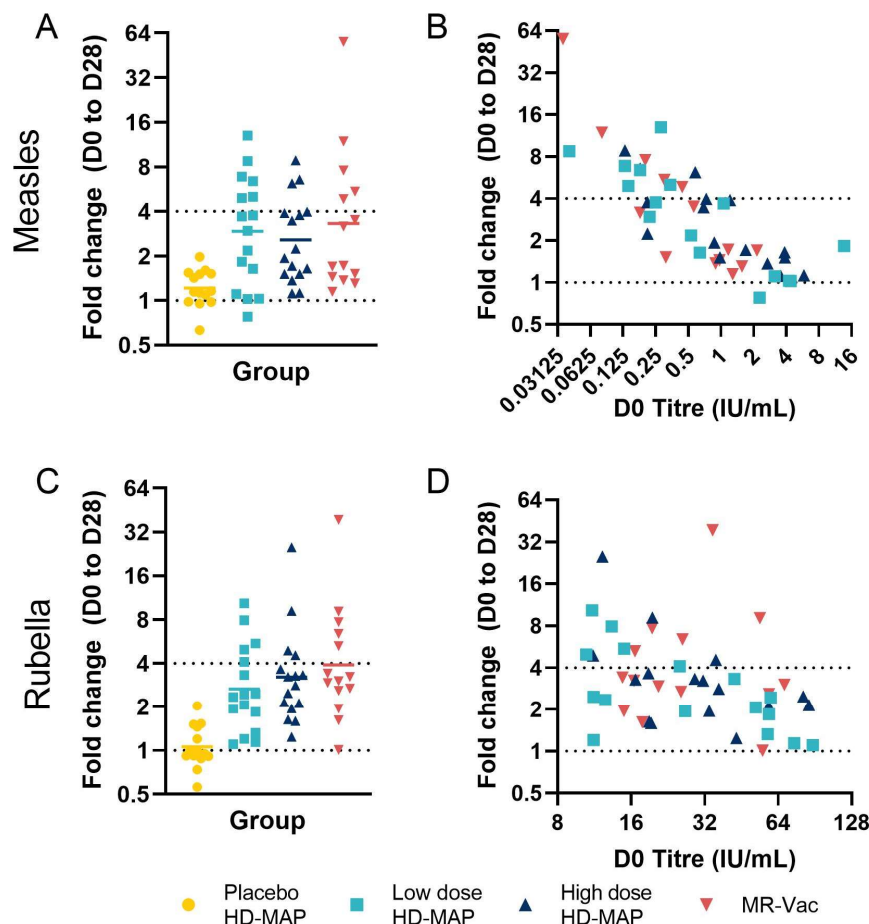 A
Measles
Fold change (D0 to D28)
64
32
16
8
4
2
1
0.5
Group
B
Fold change (D0 to D28)
64
32
16
8
4
2
1
0.5
0.03125
0.0625
0.125
0.25
0.5
1
2
4
8
16
D0 Titre (IU/mL)
C
Rubella
Fold change (D0 to D28)
64
32
16
8
4
2
1
0.5
Group
D
Fold change (D0 to D28)
64
32
16
8
4
2
1
0.5
8
16
32
64
128
D0 Titre (IU/mL)
Placebo
HD-MAP
Low dose
HD-MAP
High dose
HD-MAP
MR-Vac